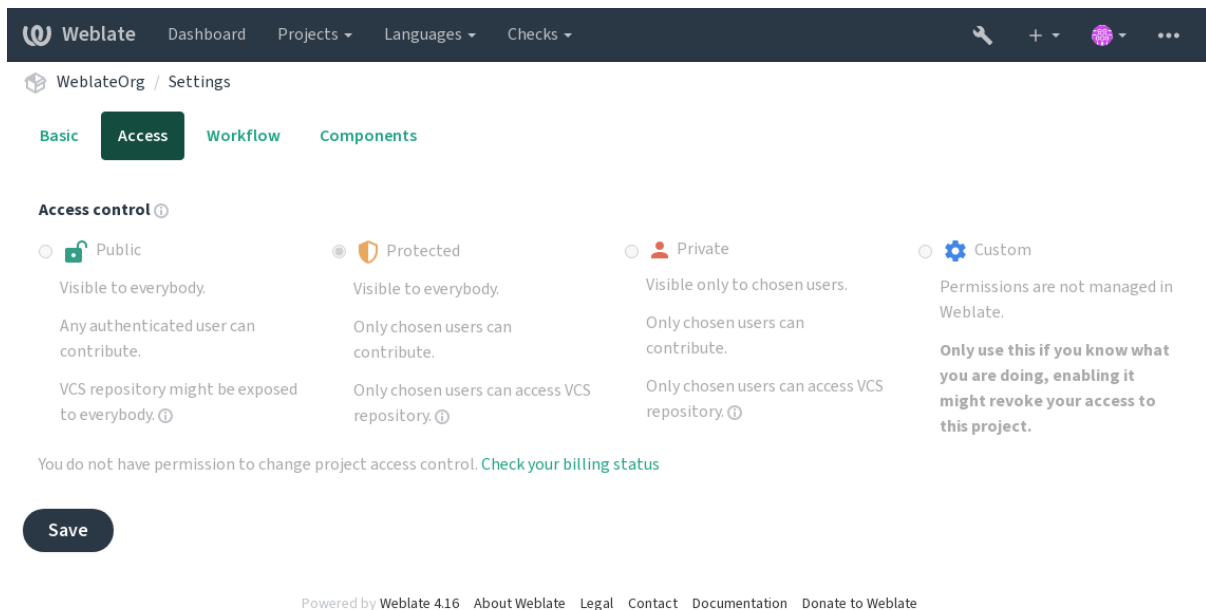 Weblate Dashboard Projects Languages Checks
WeblateOrg / Settings
Basic Access Workflow Components
Access control
Public
Visible to everybody.
Any authenticated user can
contribute.
VCS repository might be exposed
to everybody.
Protected
Visible to everybody.
Only chosen users can
contribute.
Only chosen users can access VCS
repository.
Private
Visible only to chosen users.
Only chosen users can
contribute.
Only chosen users can access VCS
repository.
Custom
Permissions are not managed in
Weblate.
Only use this if you know what
you are doing, enabling it
might revoke your access to
this project.
You do not have permission to change project access control. Check your billing status
Save
Powered by Weblate 4.16 About Weblate Legal Contact Documentation Donate to Weblate